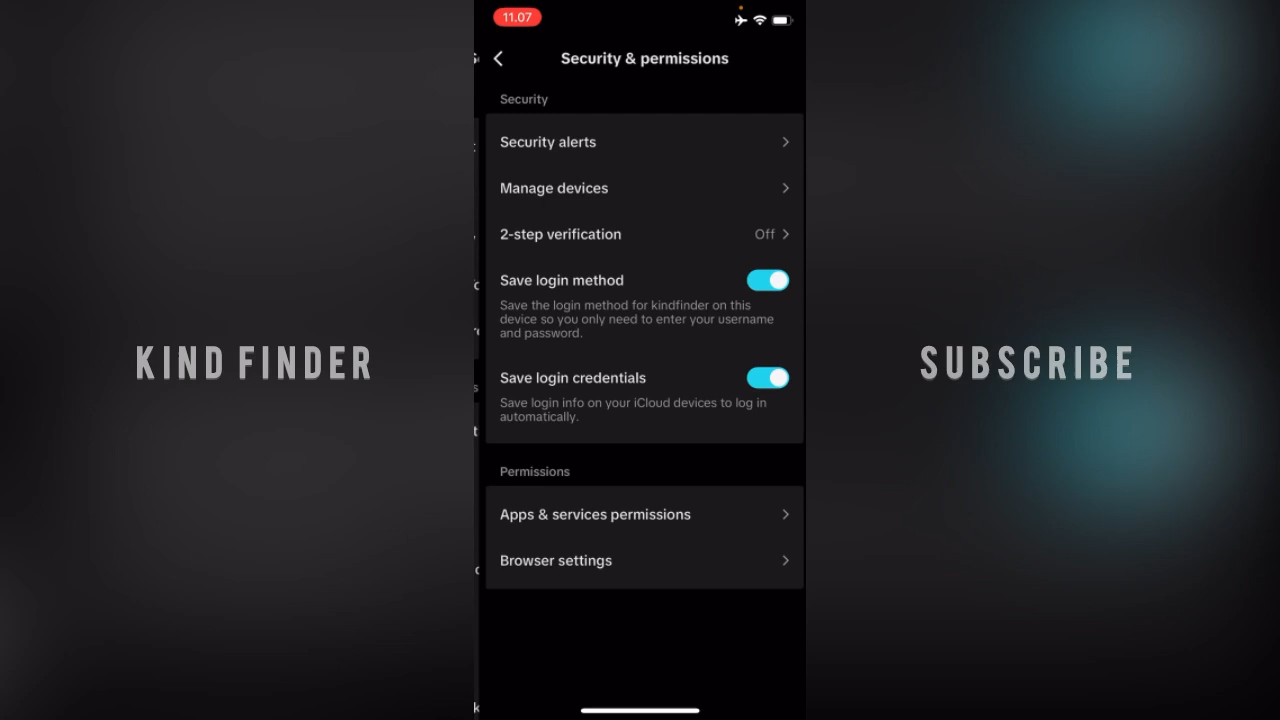 11.07
Security & permissions
Security
Security alerts
Manage devices
2-step verification Off
Save login method
Save the login method for kindfinder on this
device so you only need to enter your username
and password.
Save login credentials
Save login info on your iCloud devices to log in
automatically.
Permissions
Apps & services permissions
Browser settings
KIND FINDER
SUBSCRIBE